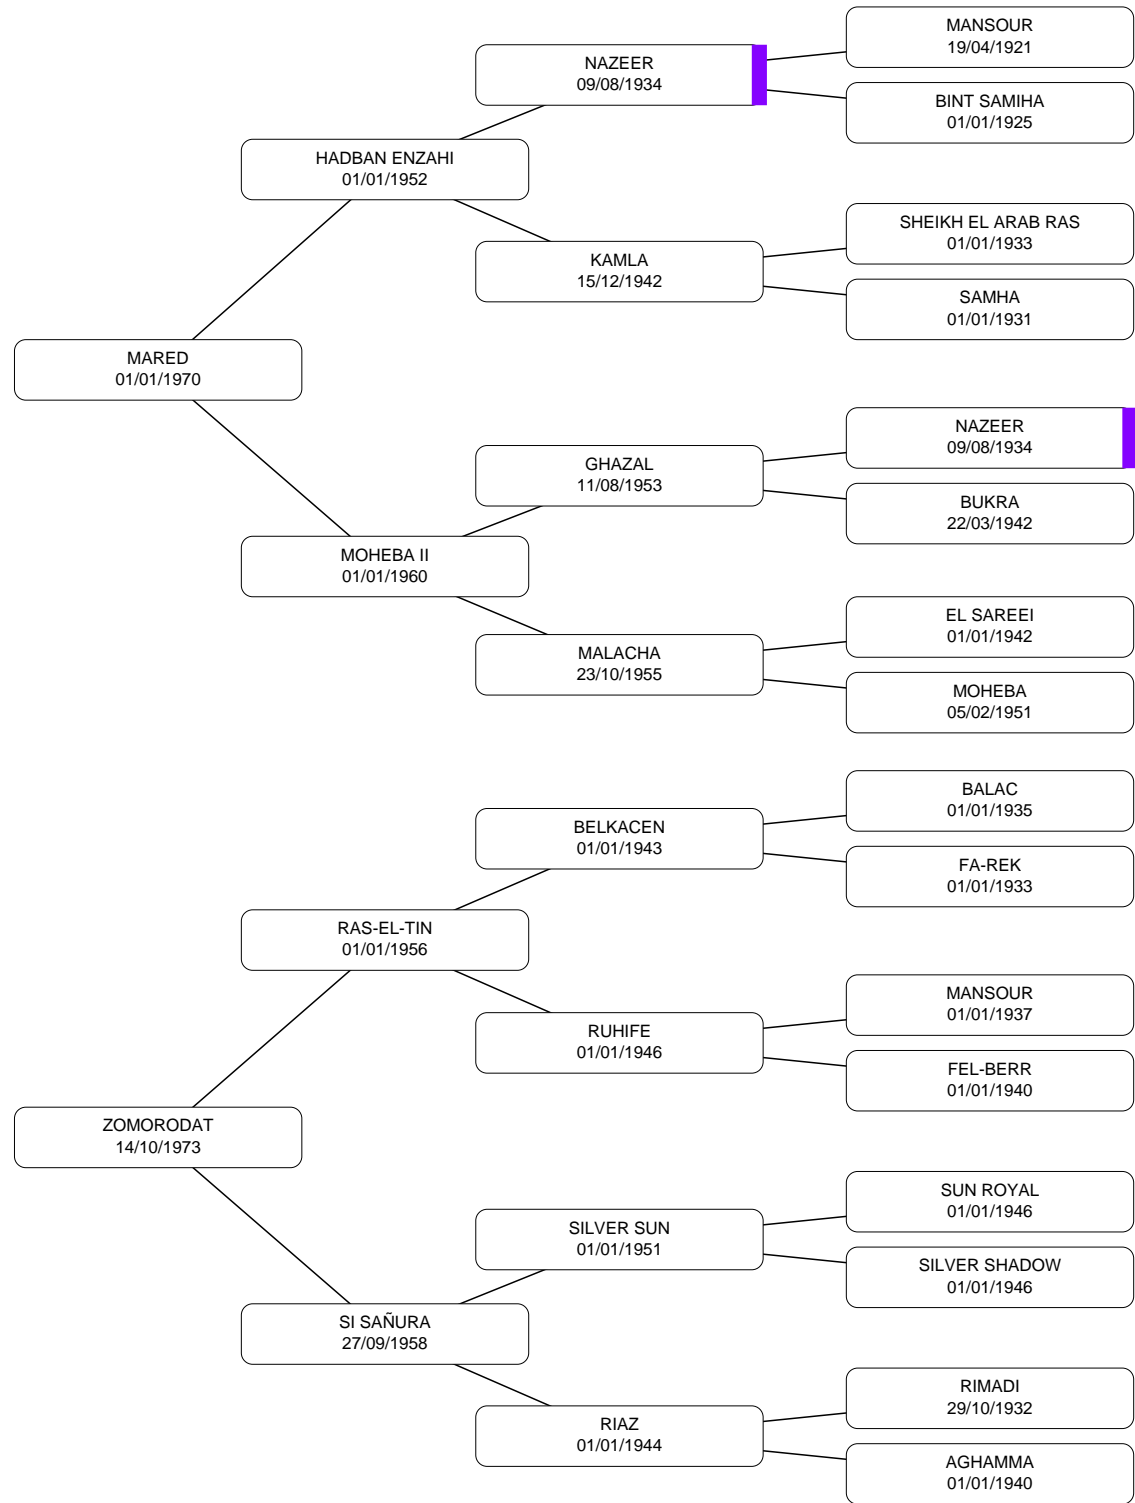 MANSOUR
19/04/1921
NAZEER
09/08/1934
BINT SAMIHA
01/01/1925
HADBAN ENZAHI
01/01/1952
SHEIKH EL ARAB RAS
01/01/1933
KAMLA
15/12/1942
SAMHA
01/01/1931
MARED
01/01/1970
NAZEER
09/08/1934
GHAZAL
11/08/1953
BUKRA
22/03/1942
MOHEBA II
01/01/1960
EL SAREEI
01/01/1942
MALACHA
23/10/1955
MOHEBA
05/02/1951
BALAC
01/01/1935
BELKACEN
01/01/1943
FA-REK
01/01/1933
RAS-EL-TIN
01/01/1956
MANSOUR
01/01/1937
RUHIFE
01/01/1946
FEL-BERR
01/01/1940
ZOMORODAT
14/10/1973
SUN ROYAL
01/01/1946
SILVER SUN
01/01/1951
SILVER SHADOW
01/01/1946
SI SAÑURA
27/09/1958
RIMADI
29/10/1932
RIAZ
01/01/1944
AGHAMMA
01/01/1940